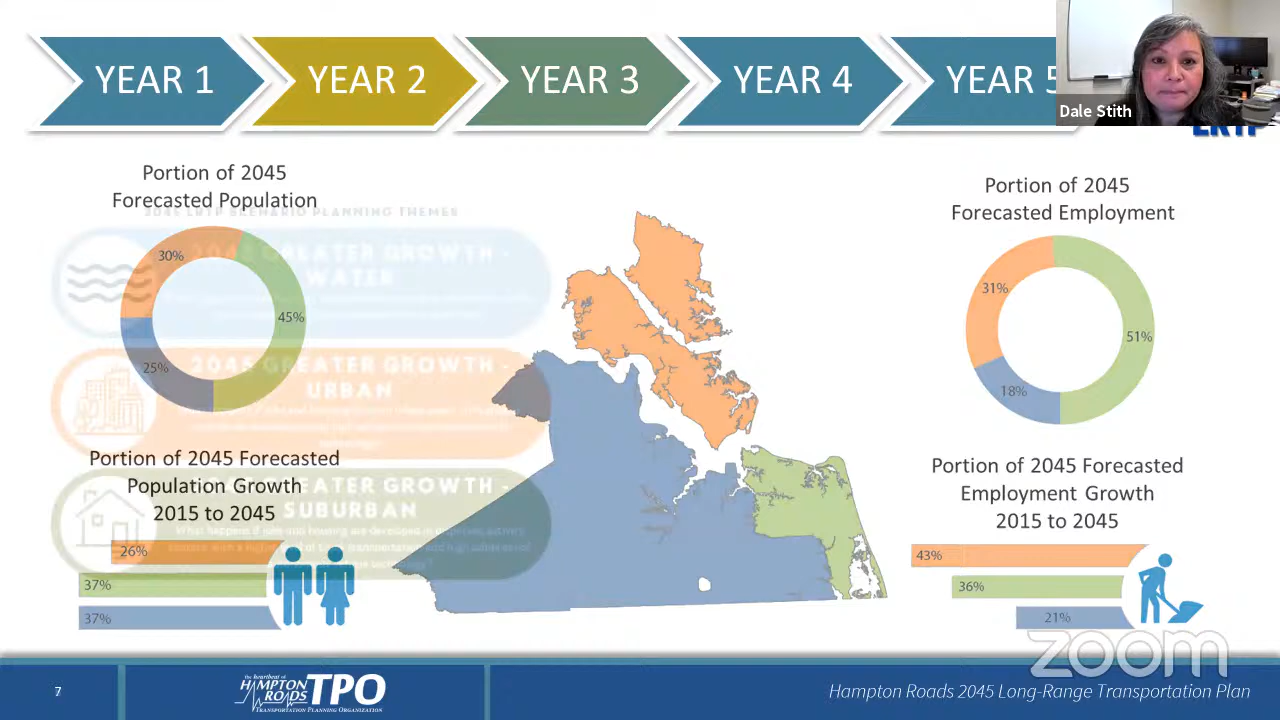 YEAR 1
YEAR 2
YEAR 3
YEAR 4
YEAR 5
Dale Stith
LRTP
Portion of 2045
Forecasted Population
30%
45%
25%
2045 LRTP SCENARIO PLANNING THEMES
2045 GREATER GROWTH -
WATER
2045 GREATER GROWTH -
URBAN
GREATER GROWTH -
SUBURBAN
Portion of 2045 Forecasted
Population Growth
2015 to 2045
26%
37%
37%
Portion of 2045
Forecasted Employment
31%
51%
18%
Portion of 2045 Forecasted
Employment Growth
2015 to 2045
43%
36%
21%
zoom
7
the heartbeat of
HAMPTON
ROADS TPO
TRANSPORTATION PLANNING ORGANIZATION
Hampton Roads 2045 Long-Range Transportation Plan